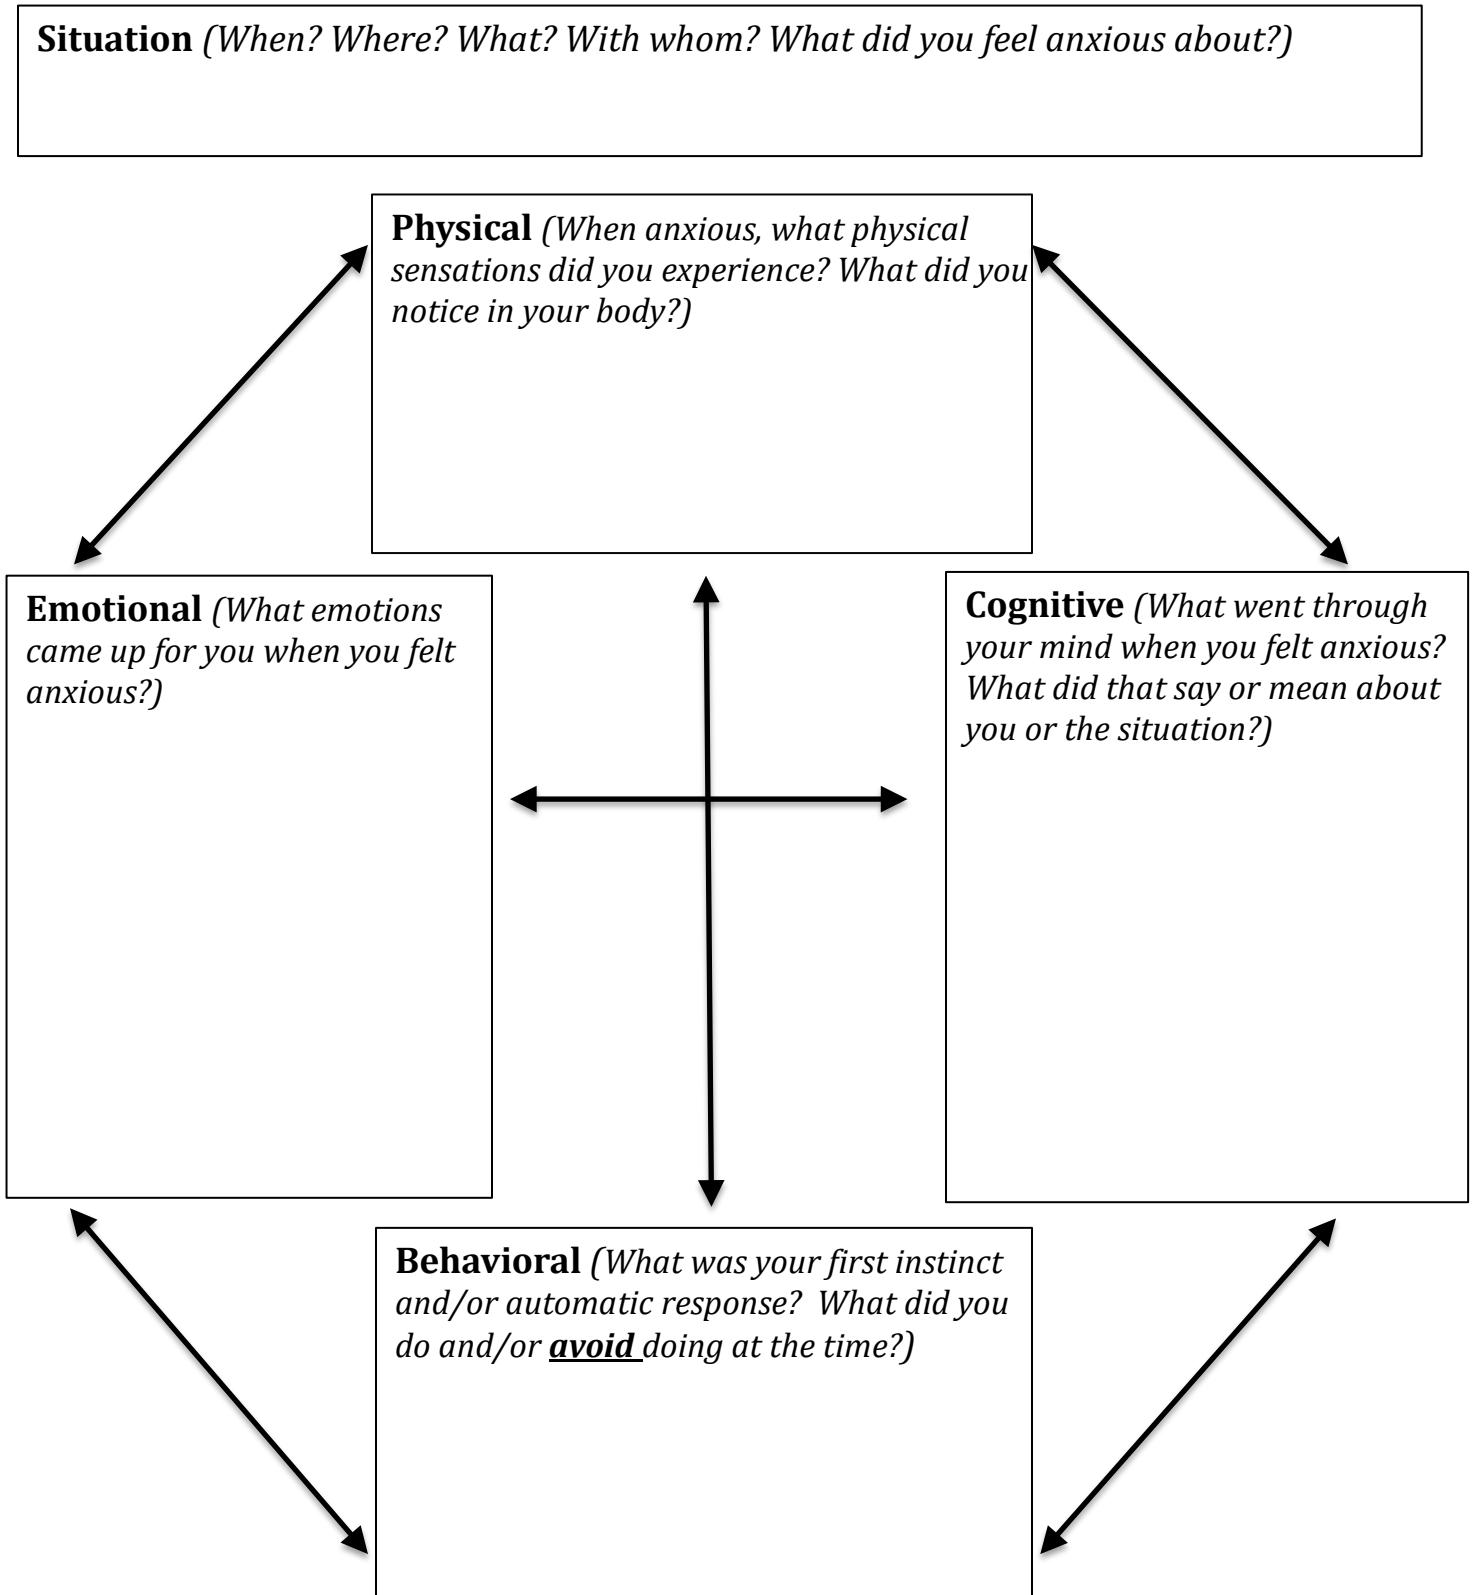 Situation (When? Where? What? With whom? What did you feel anxious about?)
Physical (When anxious, what physical
sensations did you experience? What did you
notice in your body?)
Emotional (What emotions
came up for you when you felt
anxious?)
Cognitive (What went through
your mind when you felt anxious?
What did that say or mean about
you or the situation?)
Behavioral (What was your first instinct
and/or automatic response?  What did you
do and/or avoid doing at the time?)